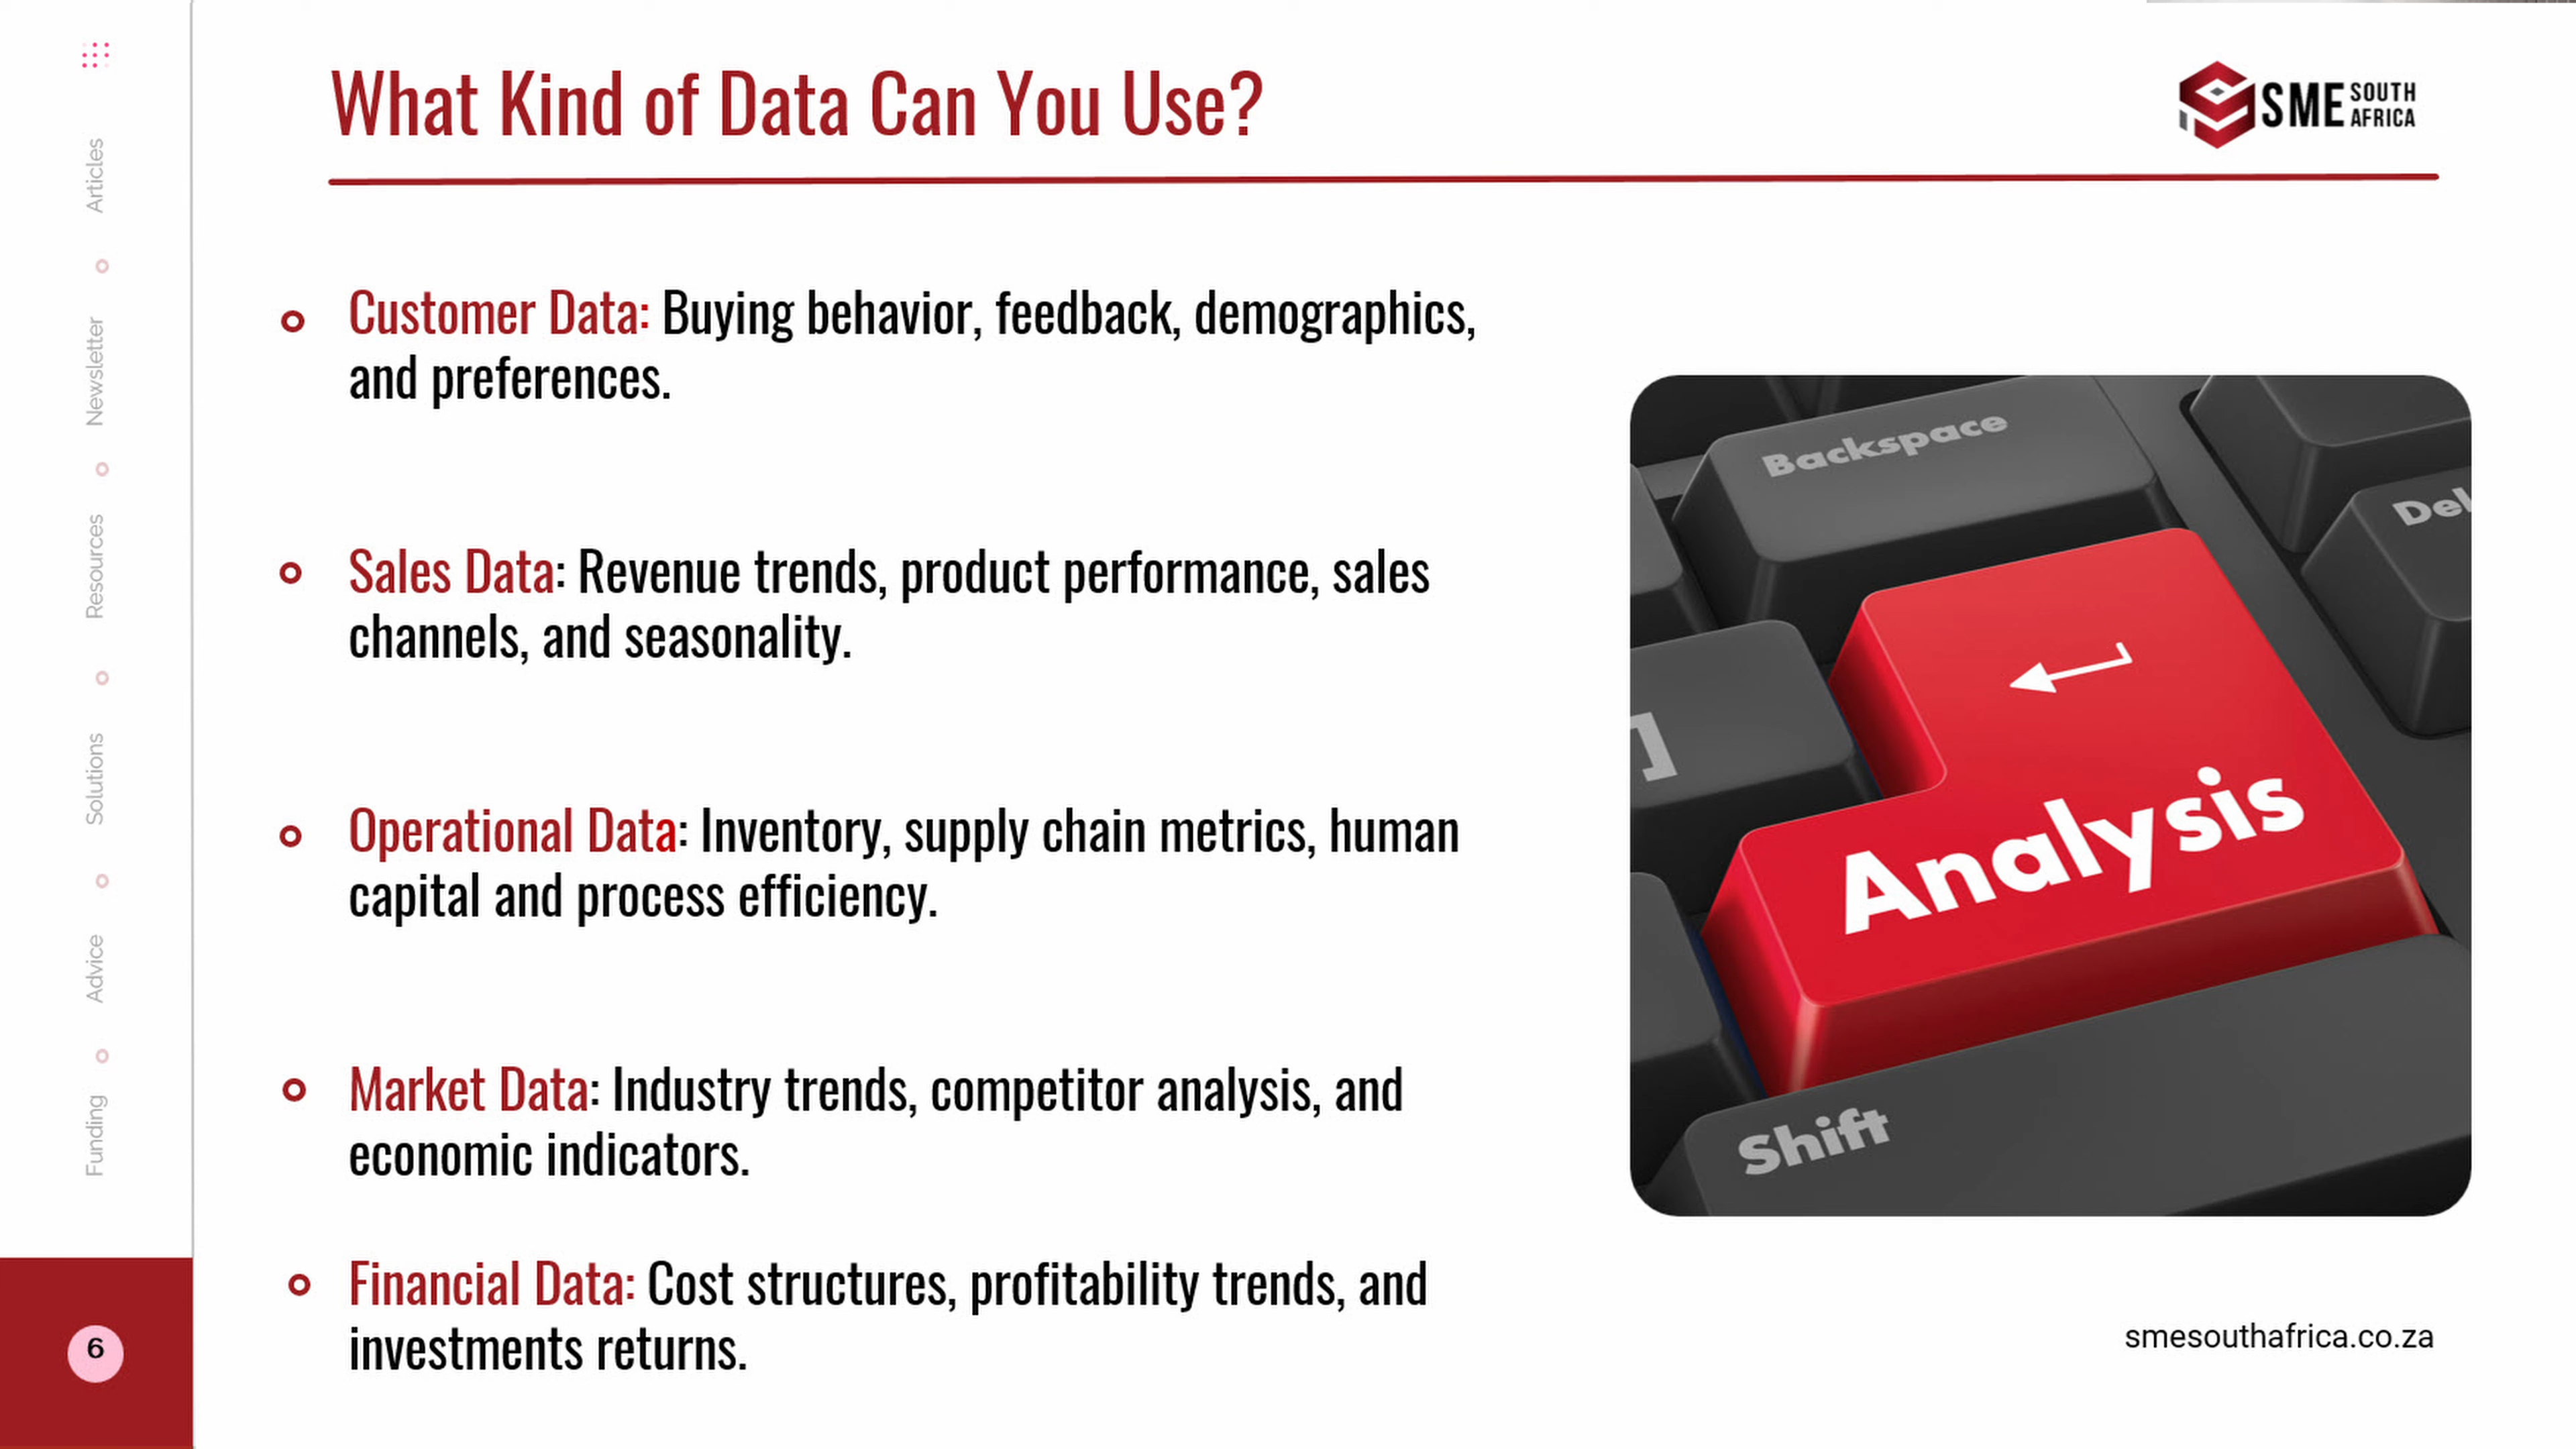 What Kind of Data Can You Use?
SME SOUTH
AFRICA
Articles
Newsletter
Resources
Solutions
Advice
Funding
6
Customer Data: Buying behavior, feedback, demographics,
and preferences.
Sales Data: Revenue trends, product performance, sales
channels, and seasonality.
Operational Data: Inventory, supply chain metrics, human
capital and process efficiency.
Market Data: Industry trends, competitor analysis, and
economic indicators.
Financial Data: Cost structures, profitability trends, and
investments returns.
Backspace
Del
]
Analysis
Shift
smesouthafrica.co.za